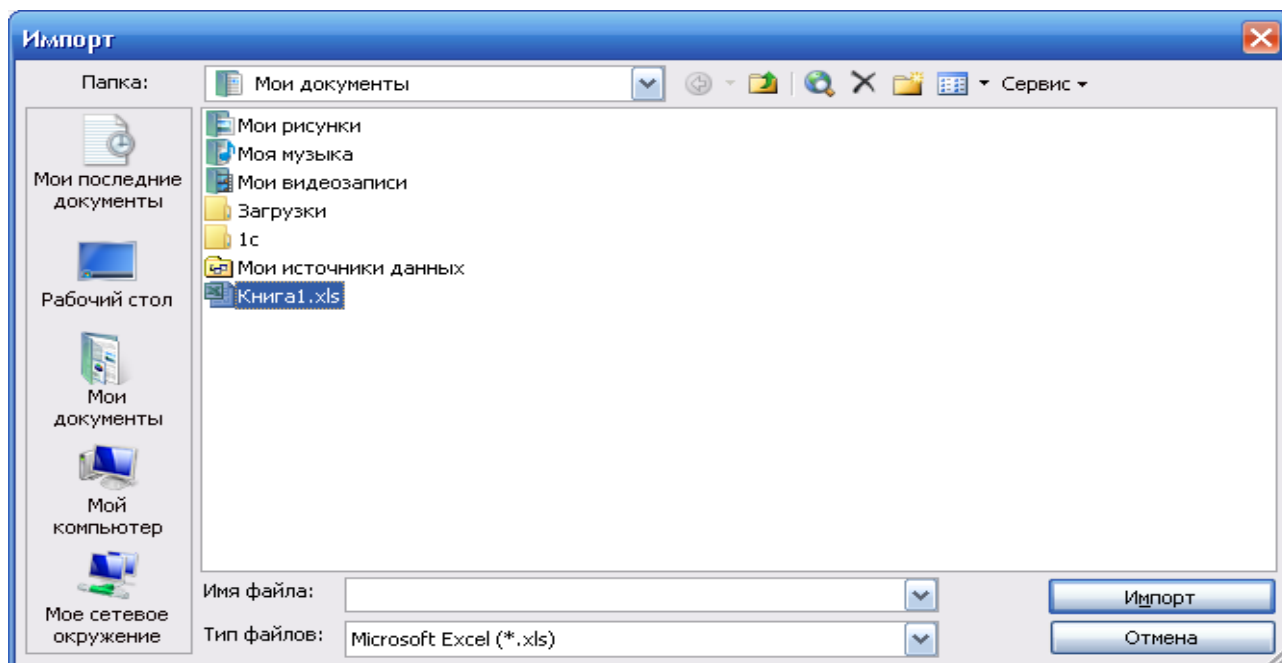 Импорт
Папка:
Мои документы
Сервис
Мои последние
документы
Рабочий стол
Мои
документы
Мой
компьютер
Мое сетевое
окружение
Мои рисунки
Моя музыка
Мои видеозаписи
Загрузки
1с
Мои источники данных
Книга1.xls
Имя файла:
Импорт
Тип файлов:
Microsoft Excel (*.xls)
Отмена